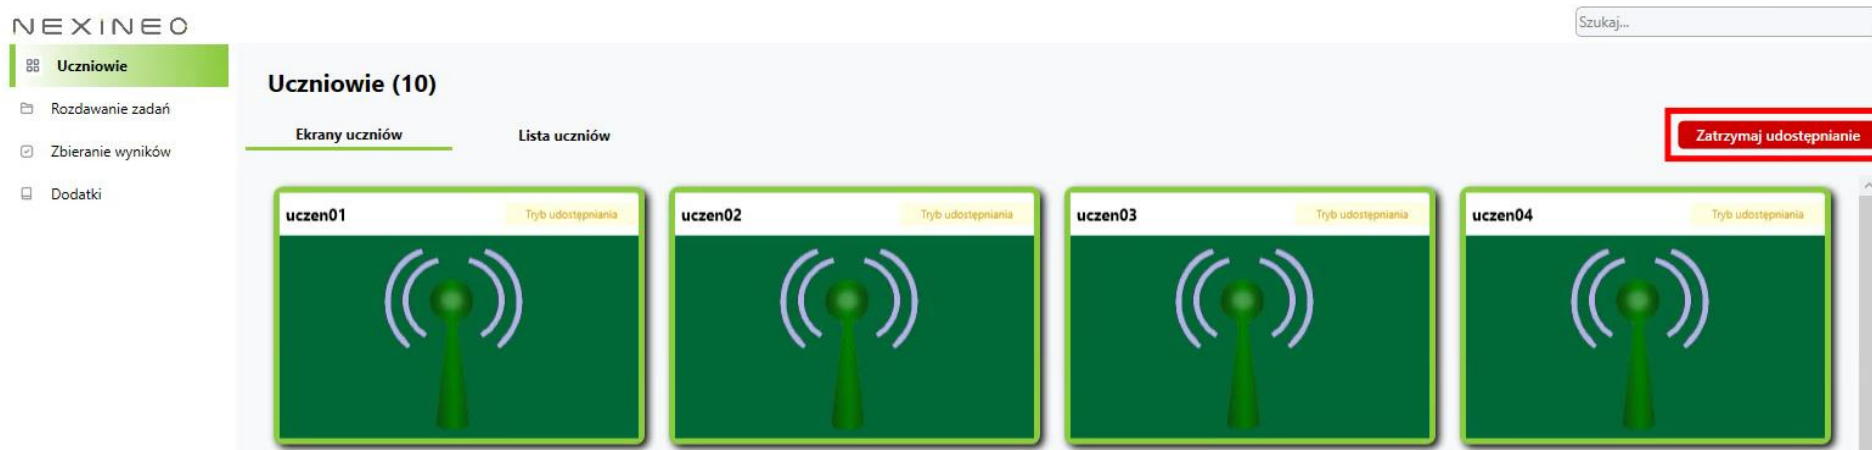 NEXINEO
Szukaj...
Uczniowie
Rozdawanie zadań
Zbieranie wyników
Dodatki
Uczniowie (10)
Ekrany uczniów
Lista uczniów
Zatrzymaj udostępnianie
uczen01
Tryb udostępniania
uczen02
Tryb udostępniania
uczen03
Tryb udostępniania
uczen04
Tryb udostępniania